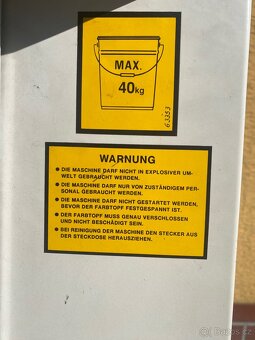 MAX.
40kg
G 3353
WARNUNG
● DIE MASCHINE DARF NICHT IN EXPLOSIVER UM-
WELT GEBRAUCHT WERDEN.
● DIE MASCHINE DARF NUR VON ZUSTÄNDIGEM PER-
SONAL GEBRAUCHT WERDEN.
● DIE MASCHINE DARF NICHT GESTARTET WERDEN,
BEVOR DER FARBTOPF FESTGESPANNT IST.
● DER FARBTOPF MUSS GENAU VERSCHLOSSEN
UND NICHT BESCHÄDIGT SEIN.
● BEI REINIGUNG DER MASCHINE DEN STECKER AUS
DER STECKDOSE HERAUSZIEHEN.